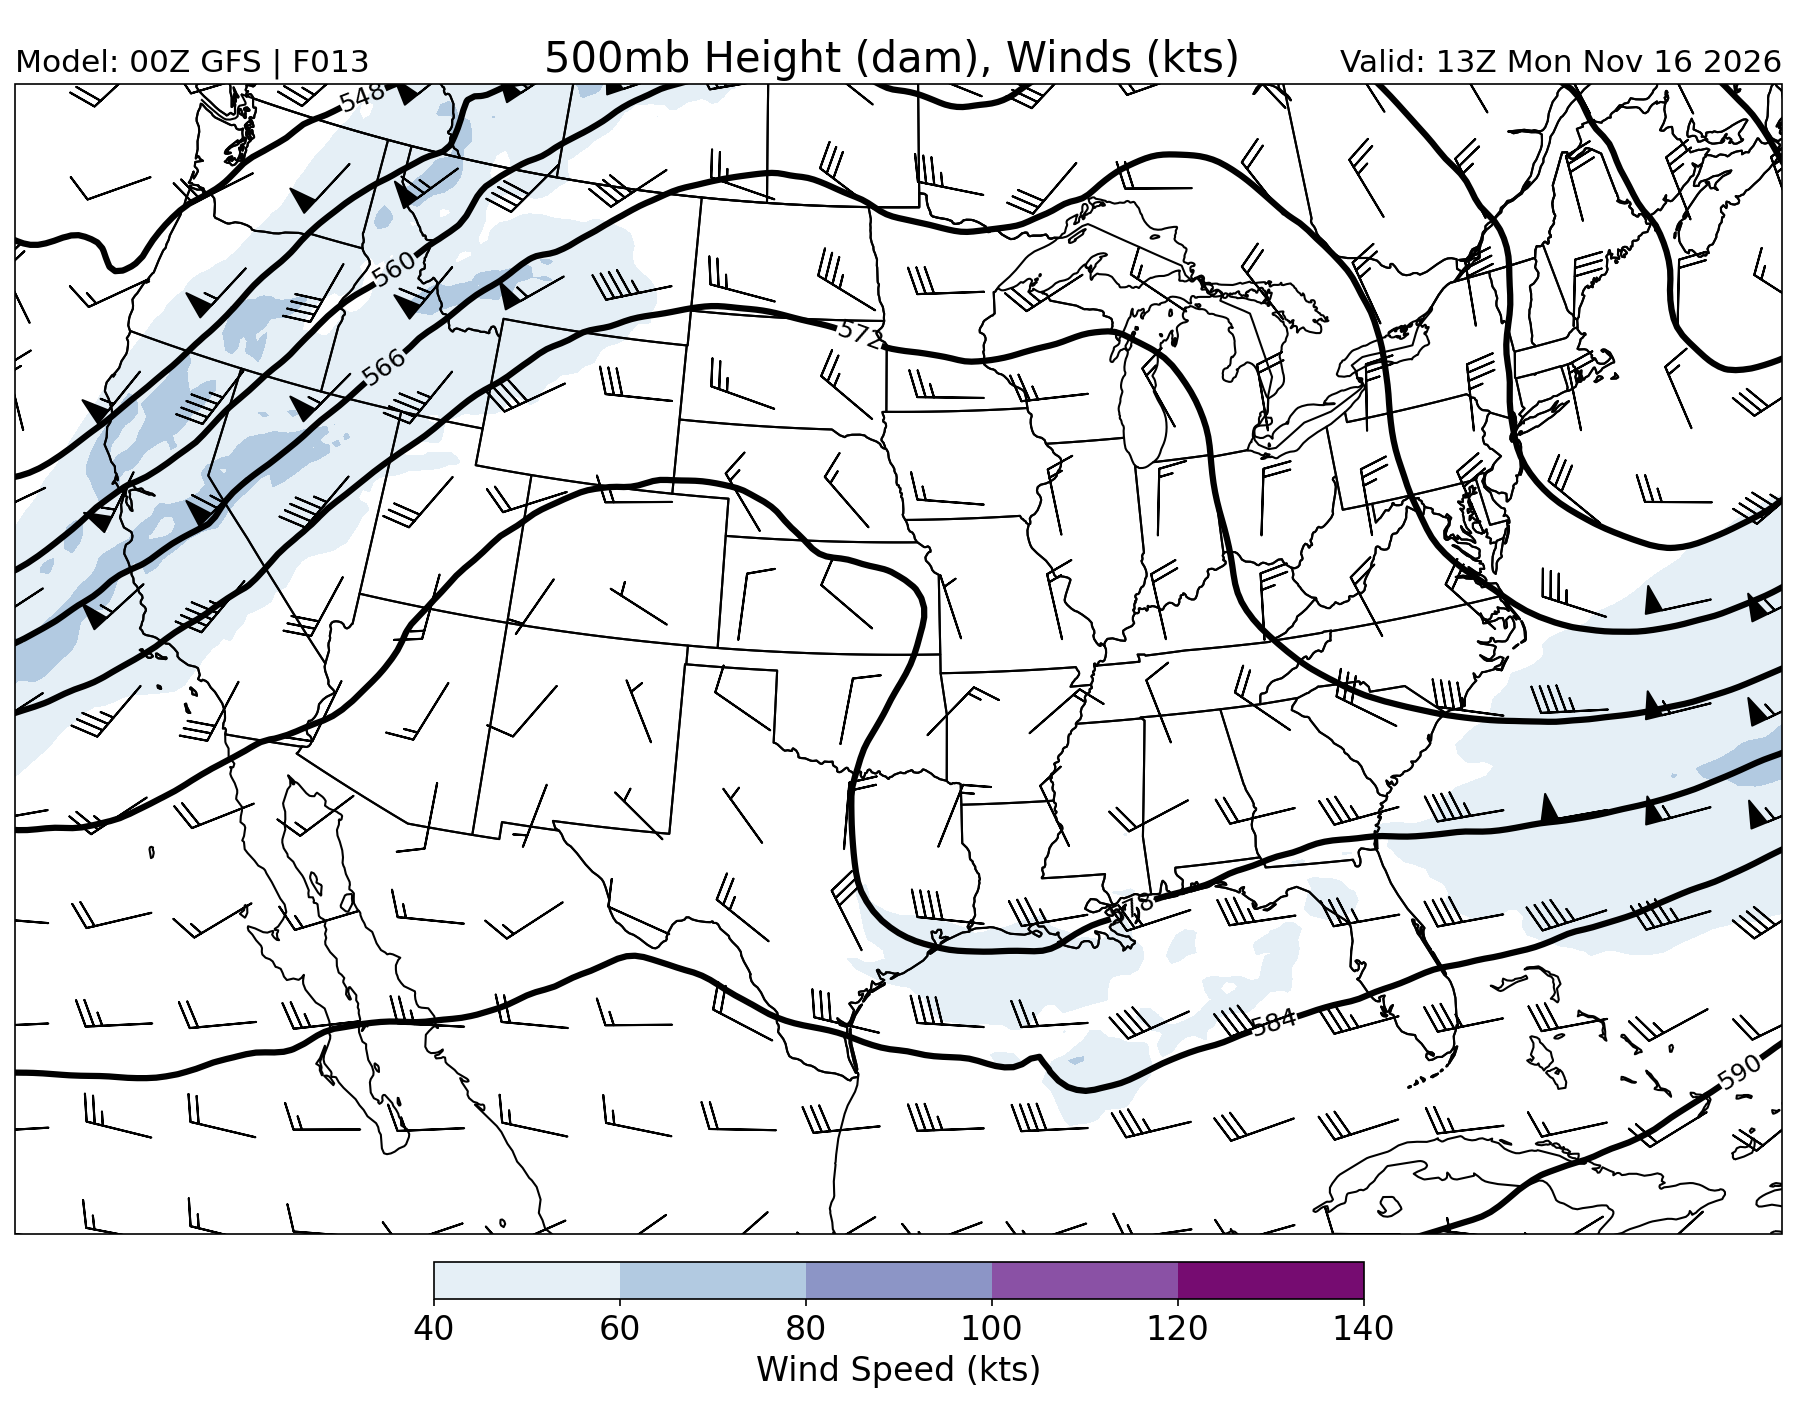 Model: 00Z GFS | F013
500mb Height (dam), Winds (kts)
Valid: 13Z Mon Nov 16 2026
548
560
566
572
578
584
590
40 60 80 100 120 140
Wind Speed (kts)